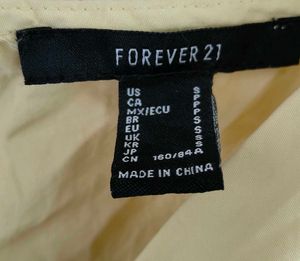 FOREVER 21
US S
CA P
MX/ECU P
BR P
EU S
UK S
KR S
JP S
CN 160/84A
MADE IN CHINA